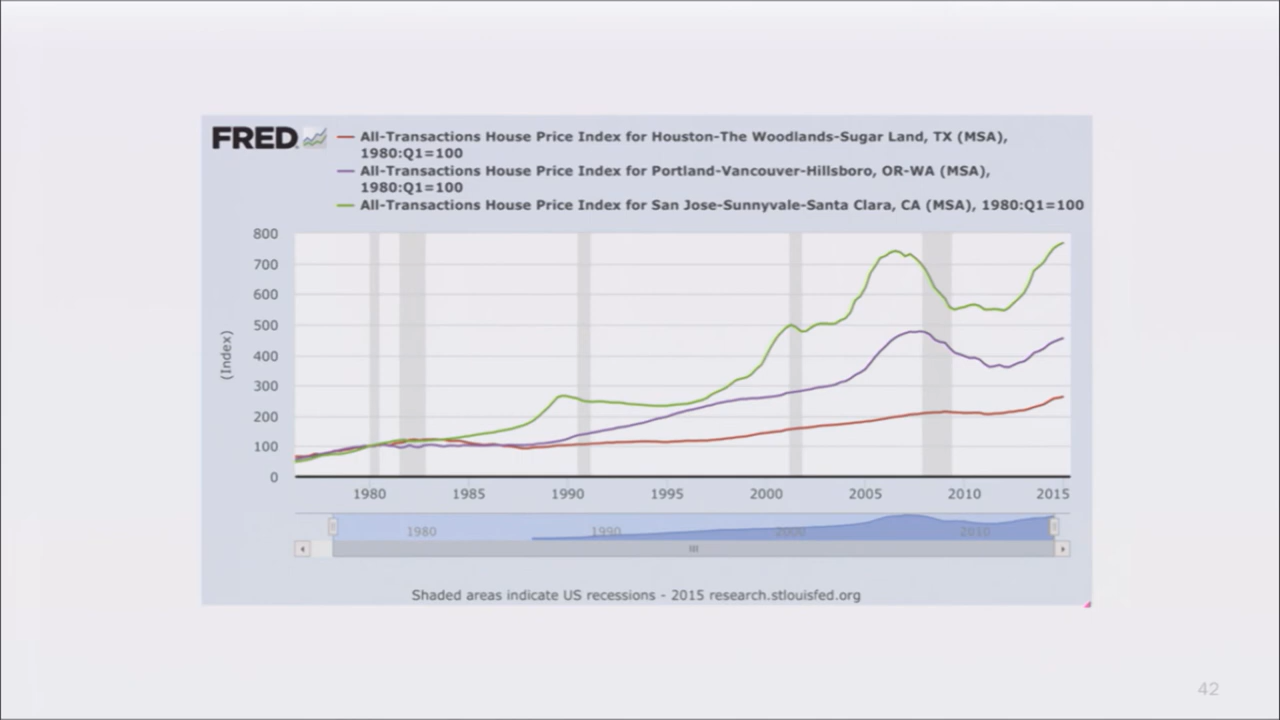 FRED
All-Transactions House Price Index for Houston-The Woodlands-Sugar Land, TX (MSA),
1980:Q1=100
All-Transactions House Price Index for Portland-Vancouver-Hillsboro, OR-WA (MSA),
1980:Q1=100
All-Transactions House Price Index for San Jose-Sunnyvale-Santa Clara, CA (MSA), 1980:Q1=100
(Index)
800
700
600
500
400
300
200
100
0
1980 1985 1990 1995 2000 2005 2010 2015
1980 1990 2000 2010
Shaded areas indicate US recessions - 2015 research.stlouisfed.org
42